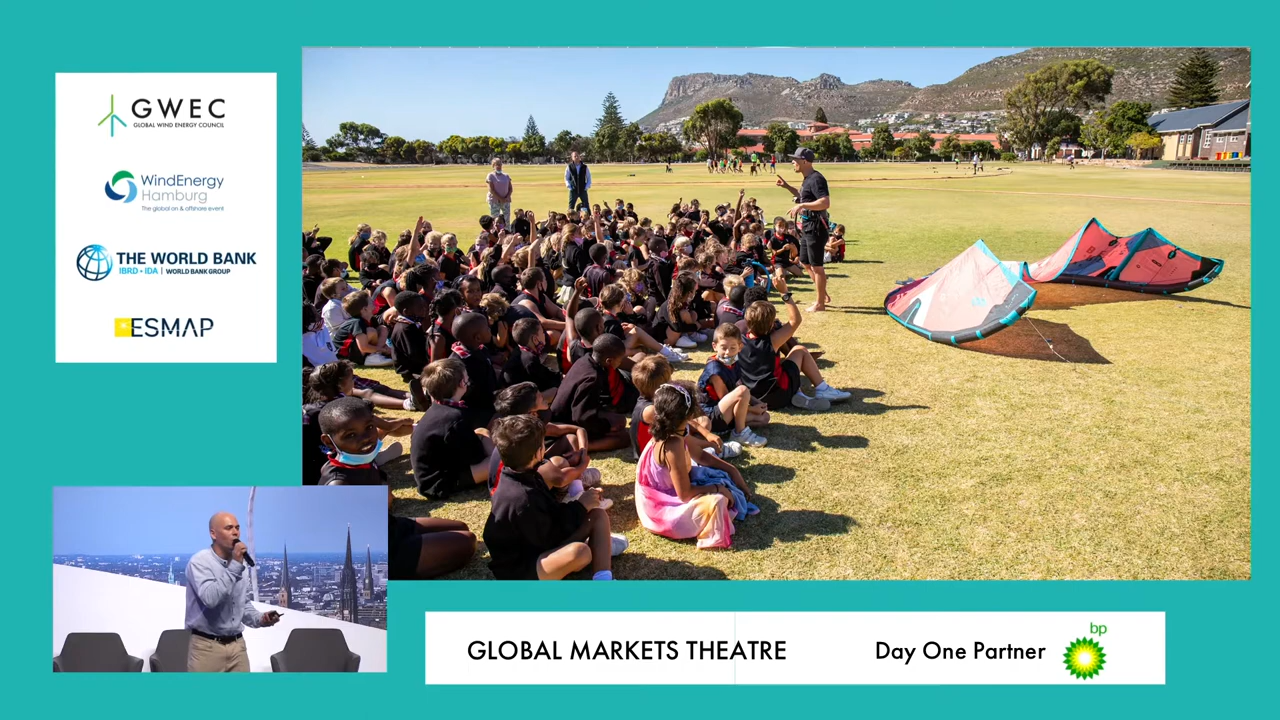 GWEC
GLOBAL WIND ENERGY COUNCIL
WindEnergy
Hamburg
The global on & offshore event
THE WORLD BANK
IBRD • IDA | WORLD BANK GROUP
ESMAP
GLOBAL MARKETS THEATRE
Day One Partner
bp